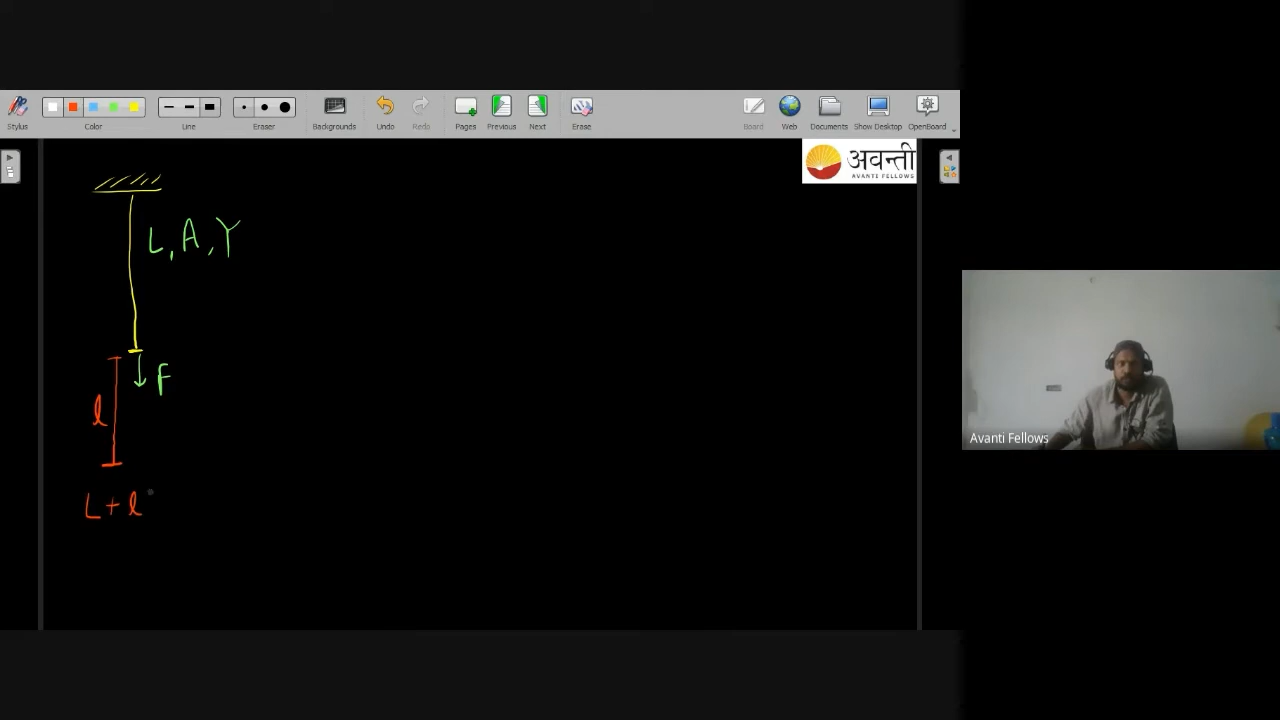 Stylus
Color
Line
Eraser
Backgrounds
Undo
Redo
Pages
Previous
Next
Erase
Board
Web
Documents
Show Desktop
OpenBoard
अवन्ती
AVANTI FELLOWS
L, A, Y
F
l
L + l
Avanti Fellows